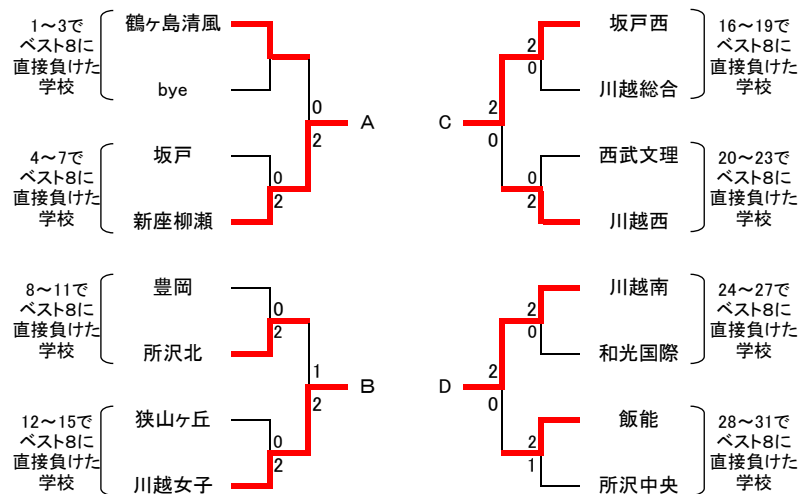 1～3で
ベスト8に
直接負けた
学校
鶴ヶ島清風
bye
4～7で
ベスト8に
直接負けた
学校
坂戸
新座柳瀬
0
2
0
2
A
8～11で
ベスト8に
直接負けた
学校
豊岡
所沢北
0
2
12～15で
ベスト8に
直接負けた
学校
狭山ヶ丘
川越女子
0
2
1
2
B
坂戸西
川越総合
16～19で
ベスト8に
直接負けた
学校
2
0
西武文理
川越西
20～23で
ベスト8に
直接負けた
学校
0
2
2
0
C
川越南
和光国際
24～27で
ベスト8に
直接負けた
学校
2
0
飯能
所沢中央
28～31で
ベスト8に
直接負けた
学校
2
1
2
0
D